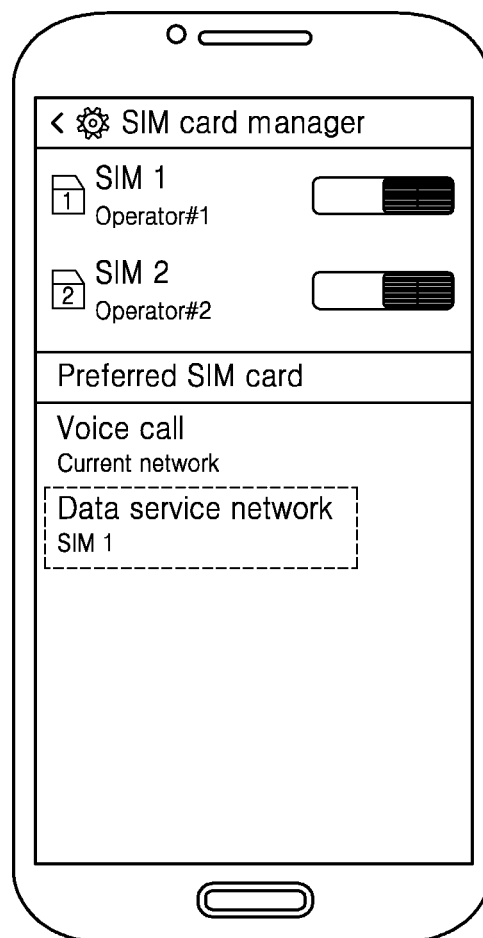 < SIM card manager
1
SIM 1
Operator#1
2
SIM 2
Operator#2
Preferred SIM card
Voice call
Current network
Data service network
SIM 1